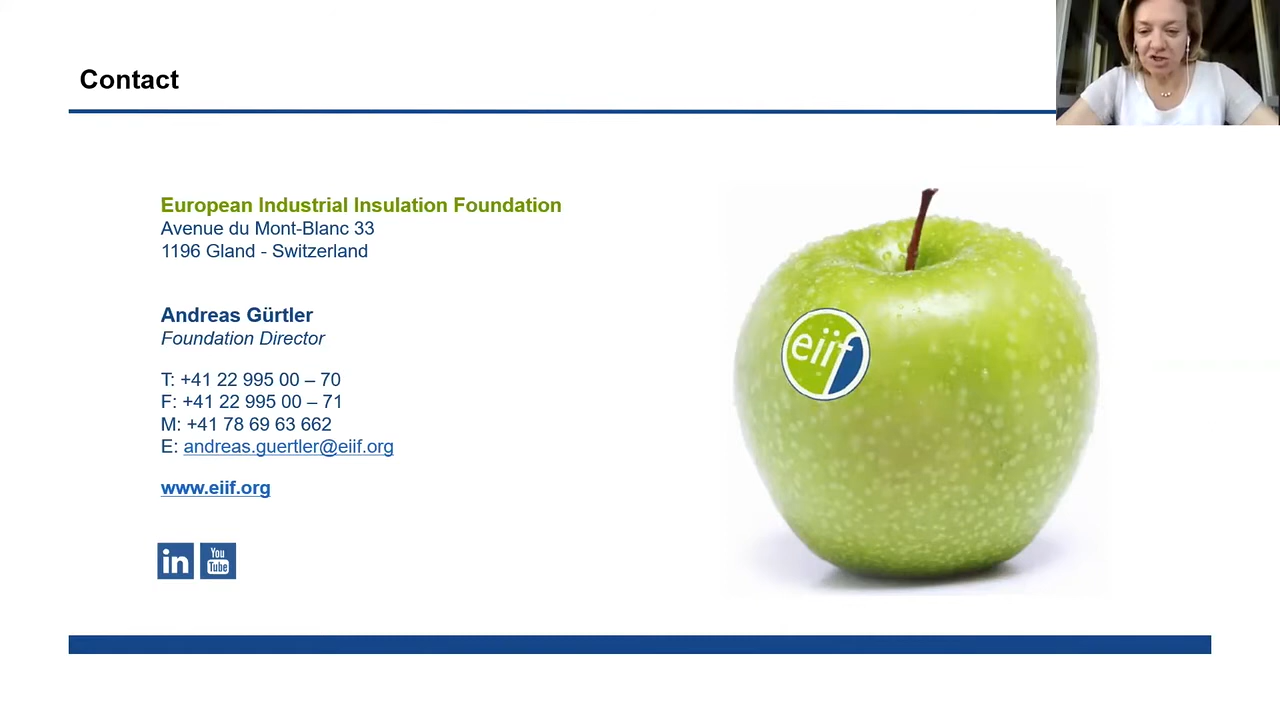 Contact
European Industrial Insulation Foundation
Avenue du Mont-Blanc 33
1196 Gland - Switzerland
Andreas Gürtler
Foundation Director
T: +41 22 995 00 – 70
F: +41 22 995 00 – 71
M: +41 78 69 63 662
E: andreas.guertler@eiif.org
www.eiif.org
in
You
Tube
eiif